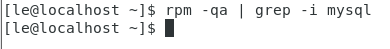 [le@localhost ~]$ rpm -qa | grep -i mysql
[le@localhost ~]$